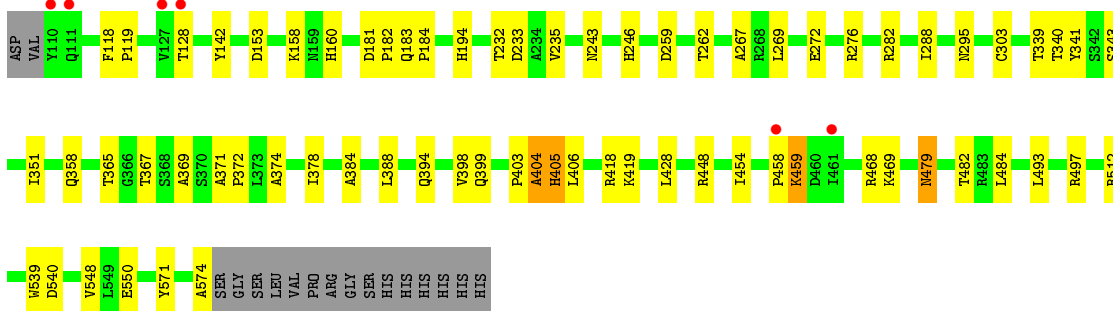 ASP VAL Y110 Q111 F118 P119 V127 T128 Y142 D153 K158 N159 H160 D181 P182 Q183 P184 H194 T232 D233 A234 V235 N243 H246 D259 T262 A267 R268 L269 E272 R276 R282 I288 N295 C303 T339 T340 Y341 S342 S343
I351 Q358 T365 G366 T367 S368 A369 S370 A371 P372 L373 A374 I378 A384 L388 Q394 V398 Q399 P403 A404 H405 L406 R418 K419 L428 R448 I454 P458 K459 D460 I461 R468 K469 N479 T482 R483 L484 L493 R497
W539 D540 V548 L549 E550 Y571 A574 SER GLY SER LEU VAL PRO ARG GLY SER HIS HIS HIS HIS HIS HIS